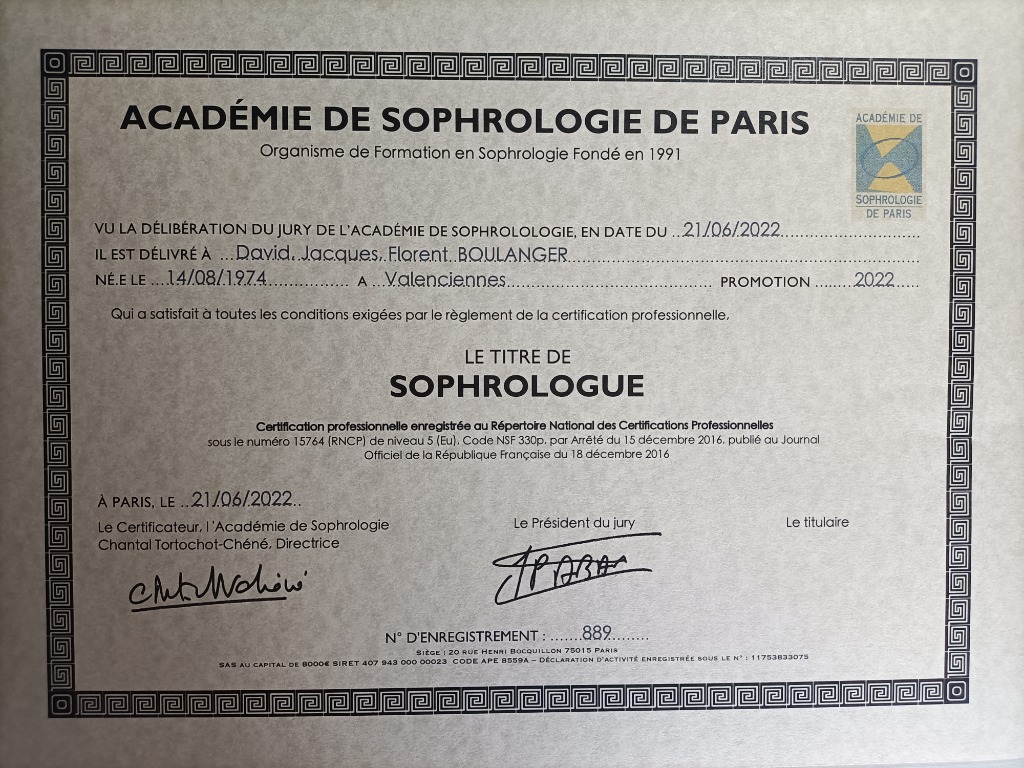 ACADÉMIE DE SOPHROLOGIE DE PARIS
Organisme de Formation en Sophrologie Fondé en 1991
ACADÉMIE DE
SOPHROLOGIE
DE PARIS
VU LA DÉLIBÉRATION DU JURY DE L'ACADÉMIE DE SOPHROLOLOGIE, EN DATE DU ..21/06/2022..............................
IL EST DÉLIVRÉ À ...David, Jacques, Florent BOULANGER..............................
NÉ.E LE ....14/08/1974................. A ...Valenciennes.............................. PROMOTION ........2022.....
Qui a satisfait à toutes les conditions exigées par le règlement de la certification professionnelle,
LE TITRE DE
SOPHROLOGUE
Certification professionnelle enregistrée au Répertoire National des Certifications Professionnelles
sous le numéro 15764 (RNCP) de niveau 5 (Eu), Code NSF 330p, par Arrêté du 15 décembre 2016, publié au Journal
Officiel de la République Française du 18 décembre 2016
À PARIS, LE ..21/06/2022..
Le Certificateur, l'Académie de Sophrologie
Chantal Tortochot-Chéné, Directrice
Le Président du jury
Le titulaire
N° D'ENREGISTREMENT : .......889.........
SIÈGE : 20 RUE HENRI BOCQUILLON 75015 PARIS
SAS AU CAPITAL DE 8000€ SIRET 407 943 000 00023 CODE APE 8559A – DÉCLARATION D'ACTIVITÉ ENREGISTRÉE SOUS LE N° : 11753833075